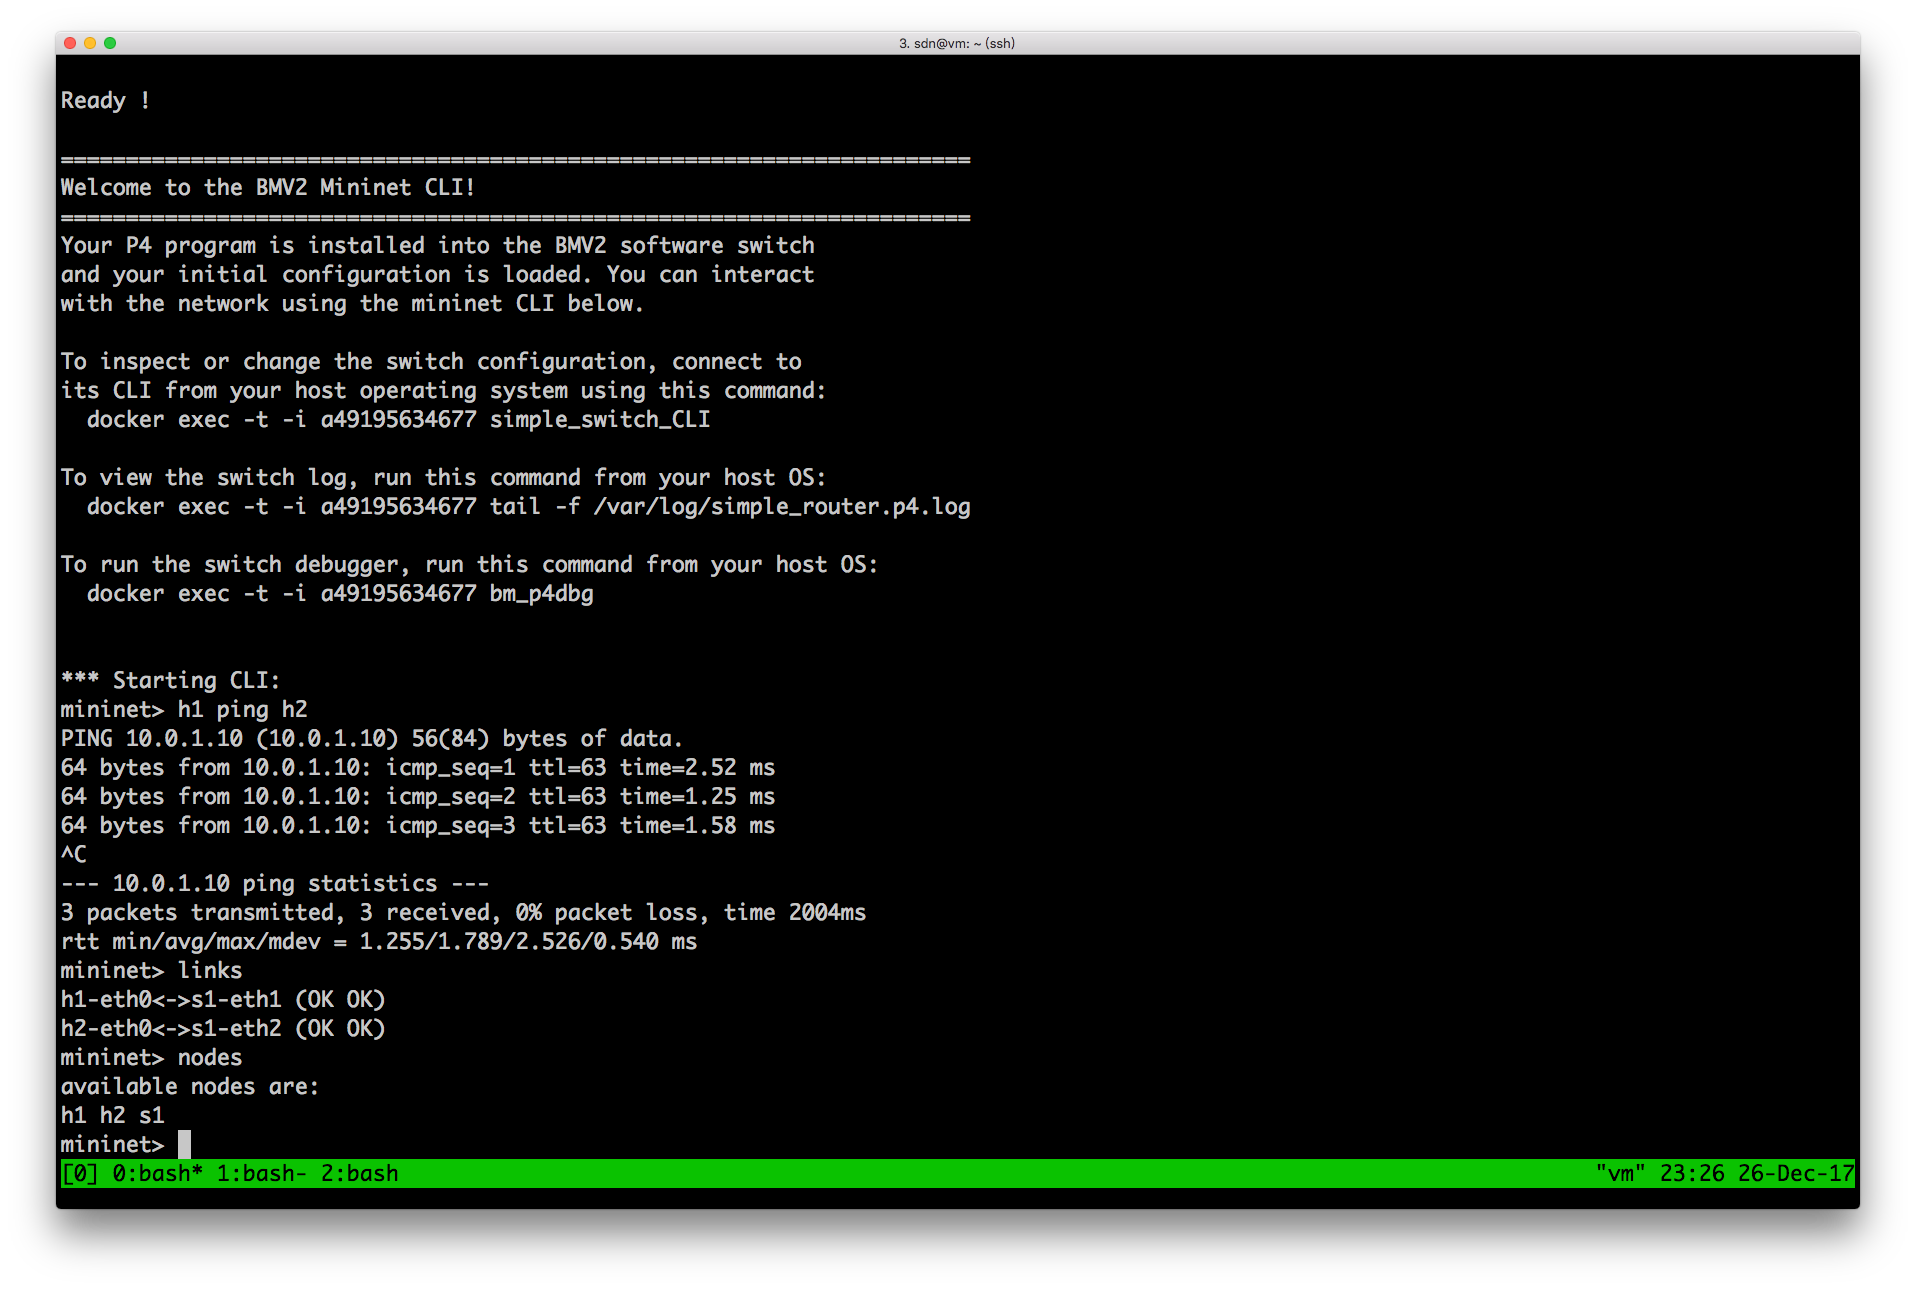 3. sdn@vm: ~ (ssh)
Ready !
======================================================================
Welcome to the BMV2 Mininet CLI!
======================================================================
Your P4 program is installed into the BMV2 software switch
and your initial configuration is loaded. You can interact
with the network using the mininet CLI below.
To inspect or change the switch configuration, connect to
its CLI from your host operating system using this command:
  docker exec -t -i a49195634677 simple_switch_CLI
To view the switch log, run this command from your host OS:
  docker exec -t -i a49195634677 tail -f /var/log/simple_router.p4.log
To run the switch debugger, run this command from your host OS:
  docker exec -t -i a49195634677 bm_p4dbg
*** Starting CLI:
mininet> h1 ping h2
PING 10.0.1.10 (10.0.1.10) 56(84) bytes of data.
64 bytes from 10.0.1.10: icmp_seq=1 ttl=63 time=2.52 ms
64 bytes from 10.0.1.10: icmp_seq=2 ttl=63 time=1.25 ms
64 bytes from 10.0.1.10: icmp_seq=3 ttl=63 time=1.58 ms
^C
--- 10.0.1.10 ping statistics ---
3 packets transmitted, 3 received, 0% packet loss, time 2004ms
rtt min/avg/max/mdev = 1.255/1.789/2.526/0.540 ms
mininet> links
h1-eth0<->s1-eth1 (OK OK)
h2-eth0<->s1-eth2 (OK OK)
mininet> nodes
available nodes are:
h1 h2 s1
mininet>
[0] 0:bash* 1:bash- 2:bash "vm" 23:26 26-Dec-17